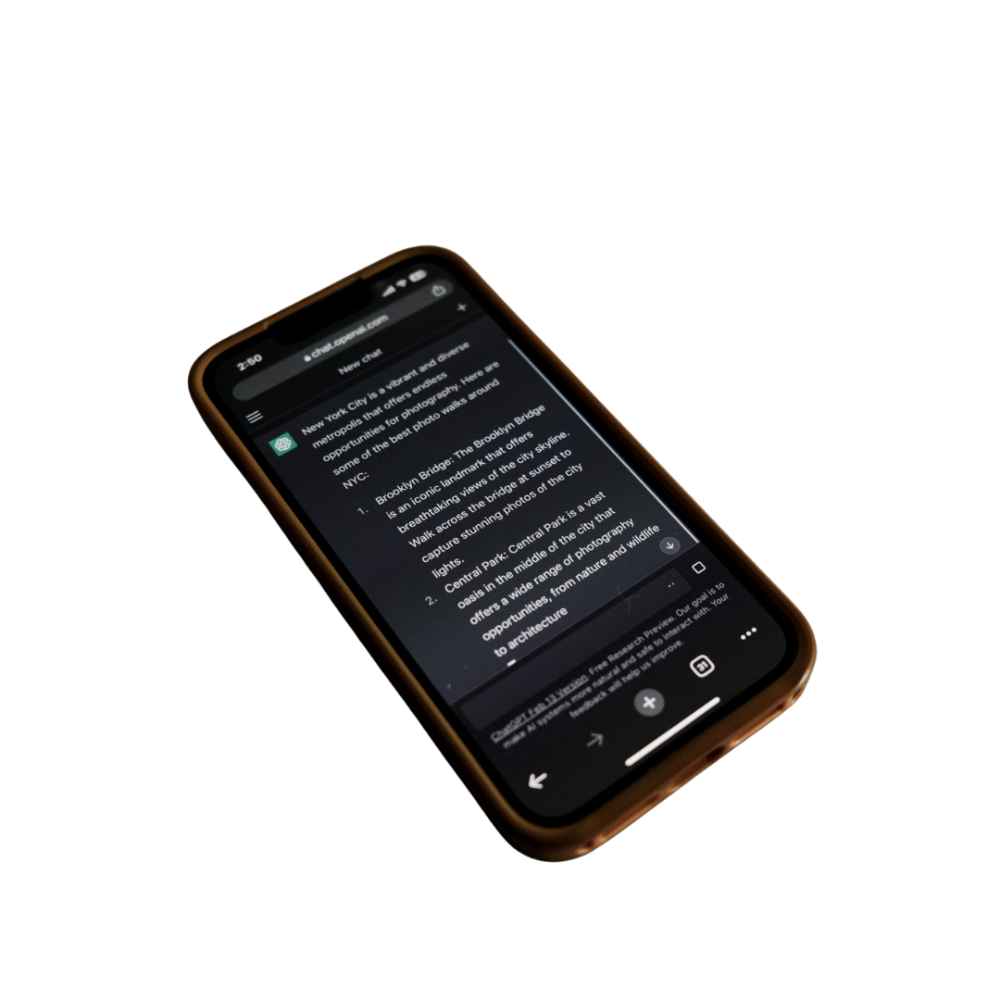 2:50
chat.openai.com
New chat
New York City is a vibrant and diverse
metropolis that offers endless
opportunities for photography. Here are
some of the best photo walks around
NYC:
1. Brooklyn Bridge: The Brooklyn Bridge
is an iconic landmark that offers
breathtaking views of the city skyline.
Walk across the bridge at sunset to
capture stunning photos of the city
lights.
2. Central Park: Central Park is a vast
oasis in the middle of the city that
offers a wide range of photography
opportunities, from nature and wildlife
to architecture
ChatGPT Feb 13 Version. Free Research Preview. Our goal is to
make AI systems more natural and safe to interact with. Your
feedback will help us improve.
31